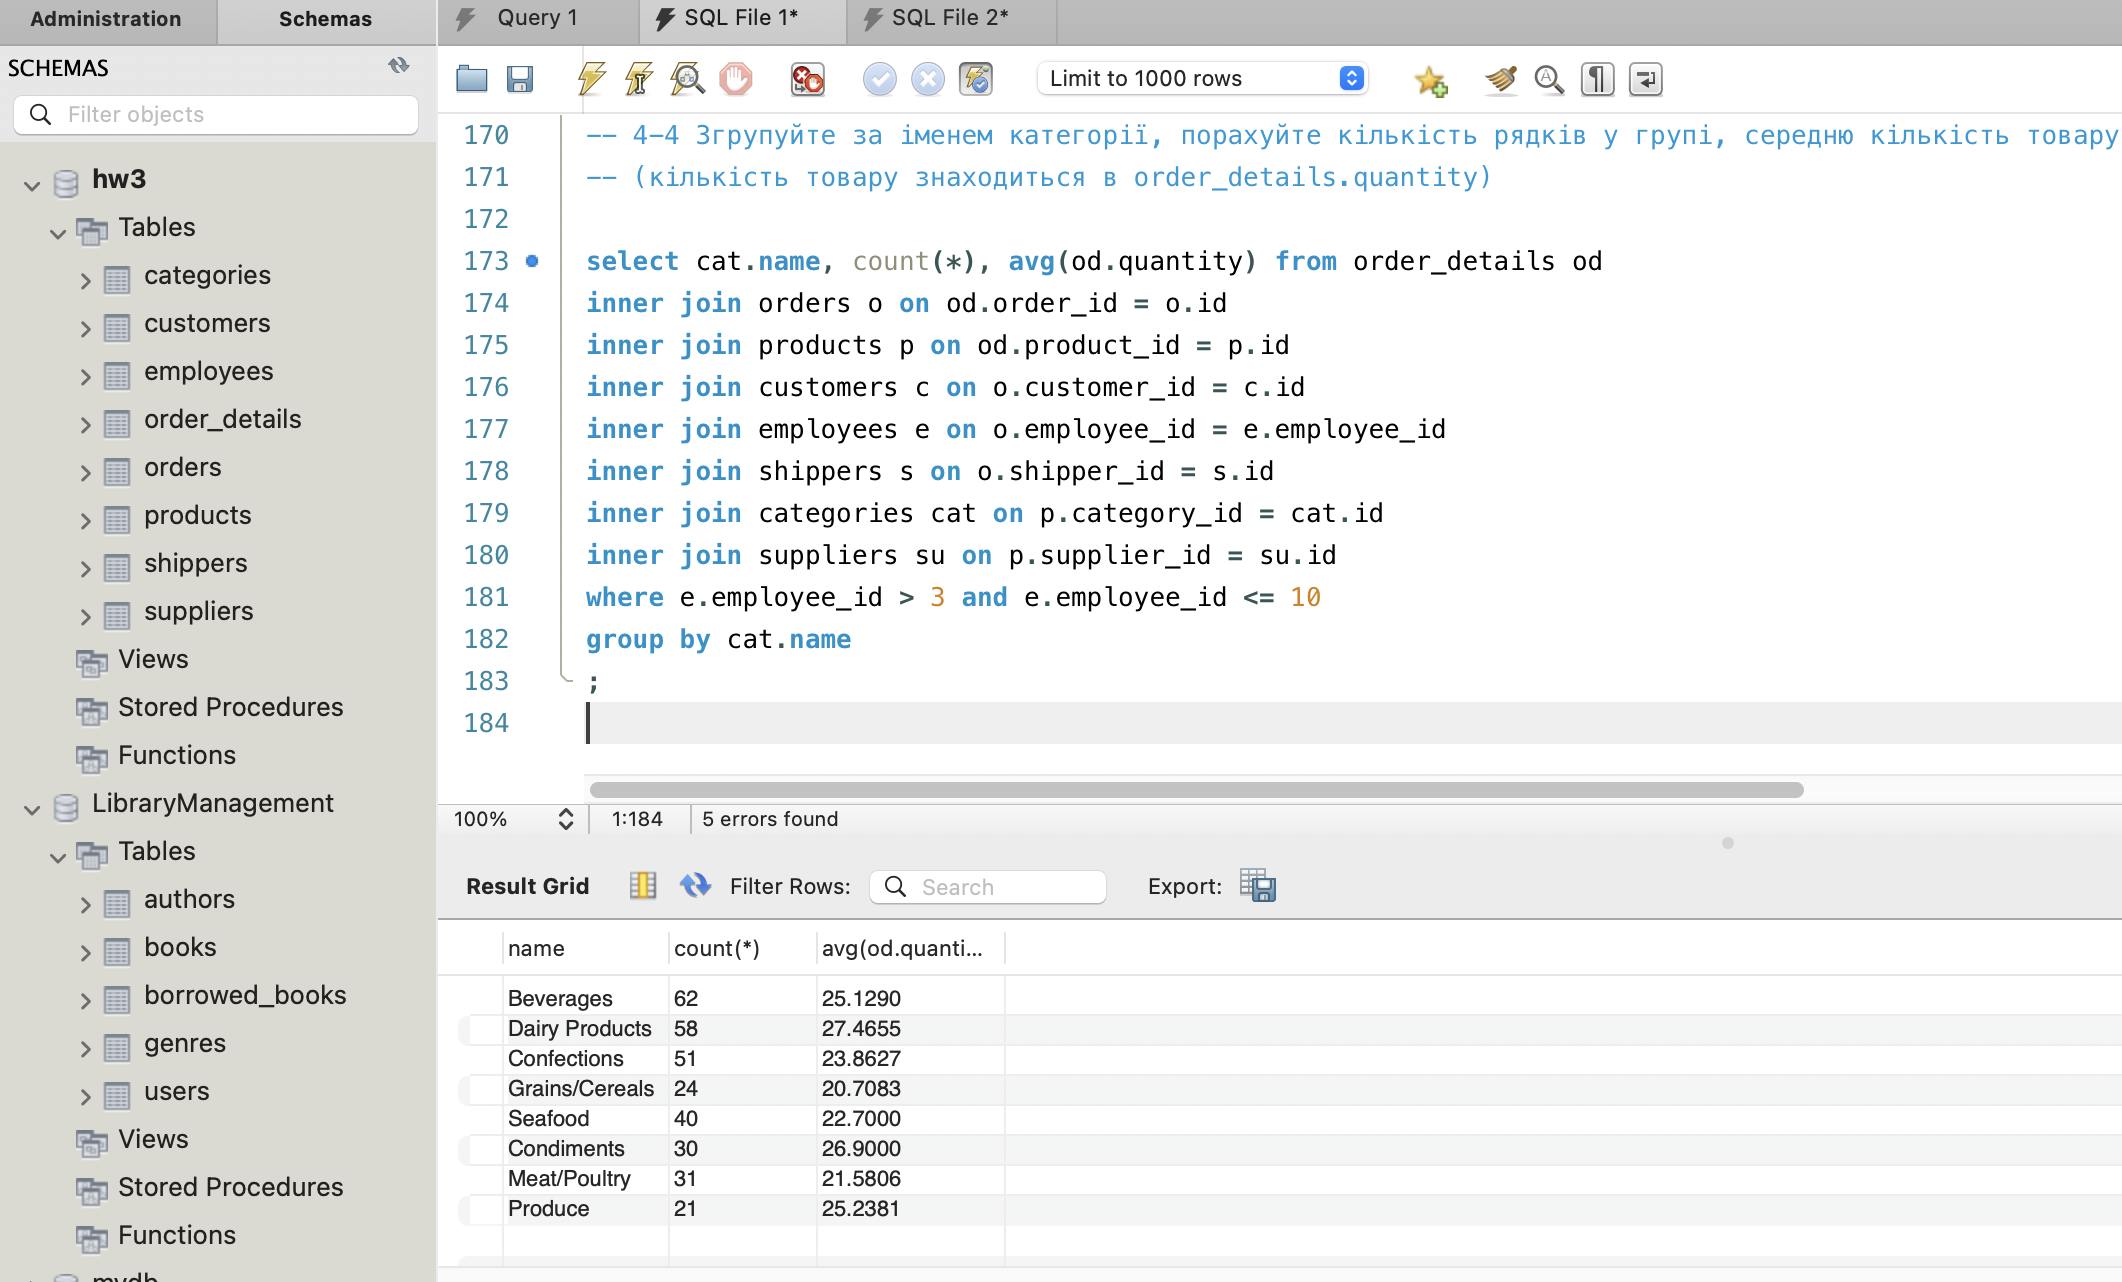 Administration
Schemas
Query 1
SQL File 1*
SQL File 2*
SCHEMAS
Filter objects
Limit to 1000 rows
hw3
Tables
categories
customers
employees
order_details
orders
products
shippers
suppliers
Views
Stored Procedures
Functions
LibraryManagement
Tables
authors
books
borrowed_books
genres
users
Views
Stored Procedures
Functions
mydb
170 -- 4-4 Згрупуйте за іменем категорії, порахуйте кількість рядків у групі, середню кількість товару
171 -- (кількість товару знаходиться в order_details.quantity)
172
173 select cat.name, count(*), avg(od.quantity) from order_details od
174 inner join orders o on od.order_id = o.id
175 inner join products p on od.product_id = p.id
176 inner join customers c on o.customer_id = c.id
177 inner join employees e on o.employee_id = e.employee_id
178 inner join shippers s on o.shipper_id = s.id
179 inner join categories cat on p.category_id = cat.id
180 inner join suppliers su on p.supplier_id = su.id
181 where e.employee_id > 3 and e.employee_id <= 10
182 group by cat.name
183 ;
184
100% 1:184 5 errors found
Result Grid Filter Rows: Search Export:
name count(*) avg(od.quanti...
Beverages 62 25.1290
Dairy Products 58 27.4655
Confections 51 23.8627
Grains/Cereals 24 20.7083
Seafood 40 22.7000
Condiments 30 26.9000
Meat/Poultry 31 21.5806
Produce 21 25.2381